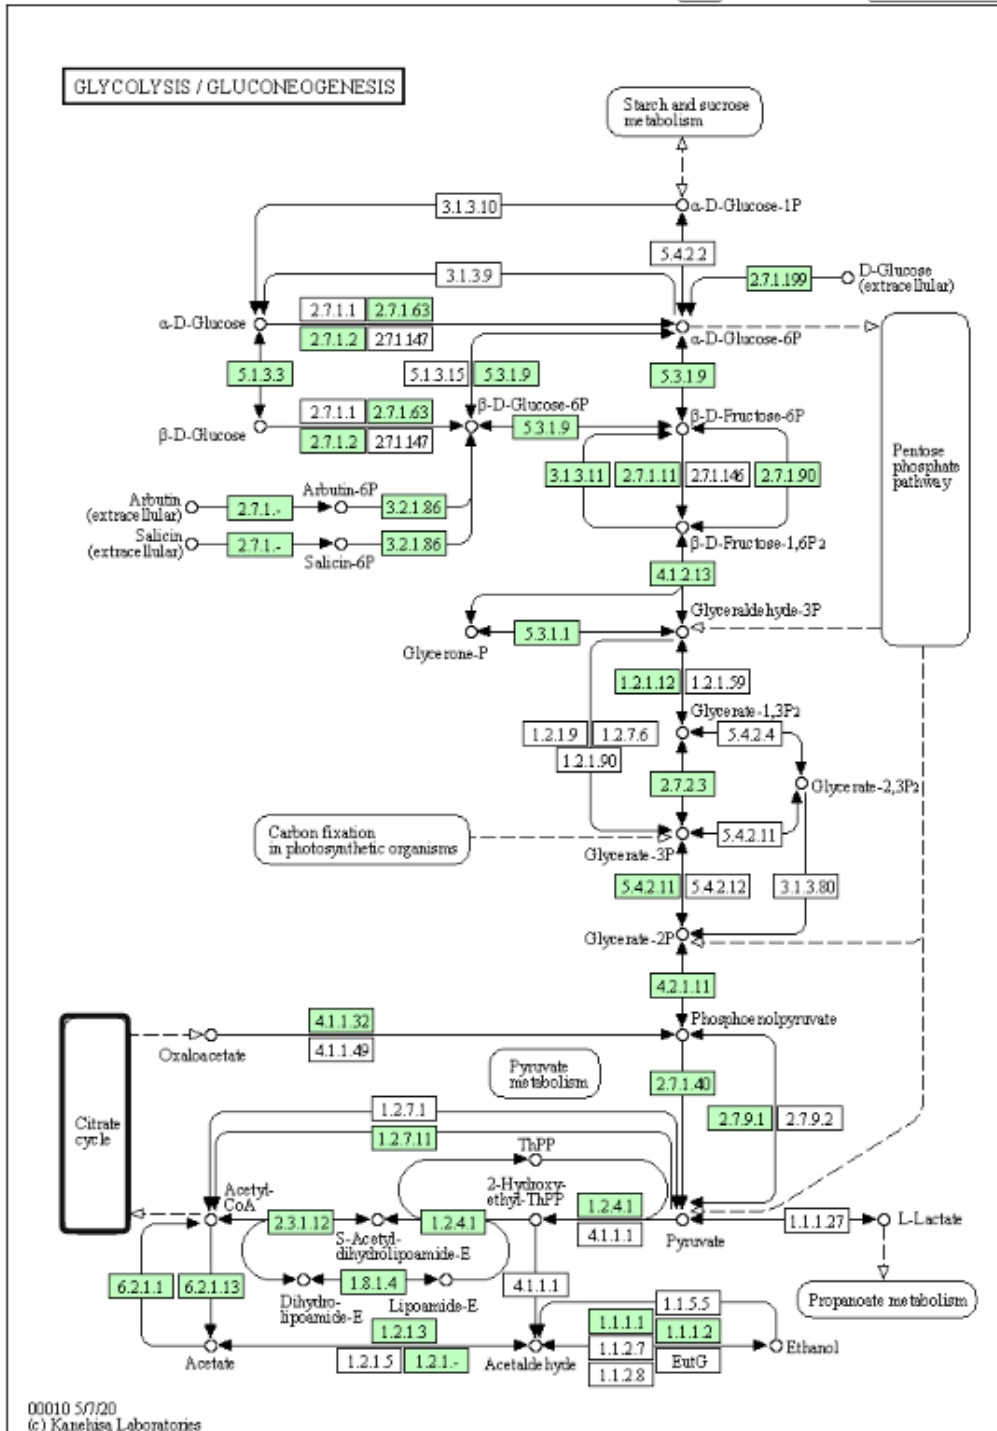 GLYCOLYSIS / GLUCONEOGENESIS
Starch and sucrose
metabolism
3.1.3.10
α-D-Glucose-1P
5.4.2.2
3.1.3.9
2.7.1.199
D-Glucose
(extracellular)
2.7.1.1 2.7.1.63
α-D-Glucose
2.7.1.2 2.7.1.147
α-D-Glucose-6P
5.1.3.3
5.1.3.15 5.3.1.9
5.3.1.9
2.7.1.1 2.7.1.63
β-D-Glucose-6P
β-D-Fructose-6P
β-D-Glucose
2.7.1.2 2.7.1.147
5.3.1.9
Pentose
phosphate
pathway
3.1.3.11 2.7.1.11 2.7.1.146 2.7.1.90
Arbutin
(extracellular)
2.7.1.-
Arbutin-6P
3.2.1.86
Salicin
(extracellular)
2.7.1.-
Salicin-6P
3.2.1.86
β-D-Fructose-1,6P2
4.1.2.13
Glyceraldehyde-3P
Glycerone-P
5.3.1.1
1.2.1.12 1.2.1.59
Glycerate-1,3P2
1.2.1.9 1.2.7.6
1.2.1.90
5.4.2.4
2.7.2.3
Glycerate-2,3P2
Carbon fixation
in photosynthetic organisms
5.4.2.11
Glycerate-3P
5.4.2.11 5.4.2.12 3.1.3.80
Glycerate-2P
4.2.1.11
4.1.1.32
Phosphoenolpyruvate
Oxaloacetate
4.1.1.49
Pyruvate
metabolism
2.7.1.40
Citrate
cycle
1.2.7.1
2.7.9.1 2.7.9.2
1.2.7.11
ThPP
Acetyl-
CoA
2-Hydroxy-
ethyl-ThPP
2.3.1.12
1.2.4.1
1.2.4.1
4.1.1.1
Pyruvate
1.1.1.27
L-Lactate
S-Acetyl-
dihydrolipoamide-E
6.2.1.1 6.2.1.13
1.8.1.4
4.1.1.1
Dihydro-
lipoamide-E
Lipoamide-E
Propanoate metabolism
1.1.5.5
1.2.1.3
1.1.1.1 1.1.1.2
Acetate
1.2.1.5 1.2.1.-
Acetaldehyde
1.1.2.7 EutG
1.1.2.8
Ethanol
00010 5/7/20
(c) Kanehisa Laboratories